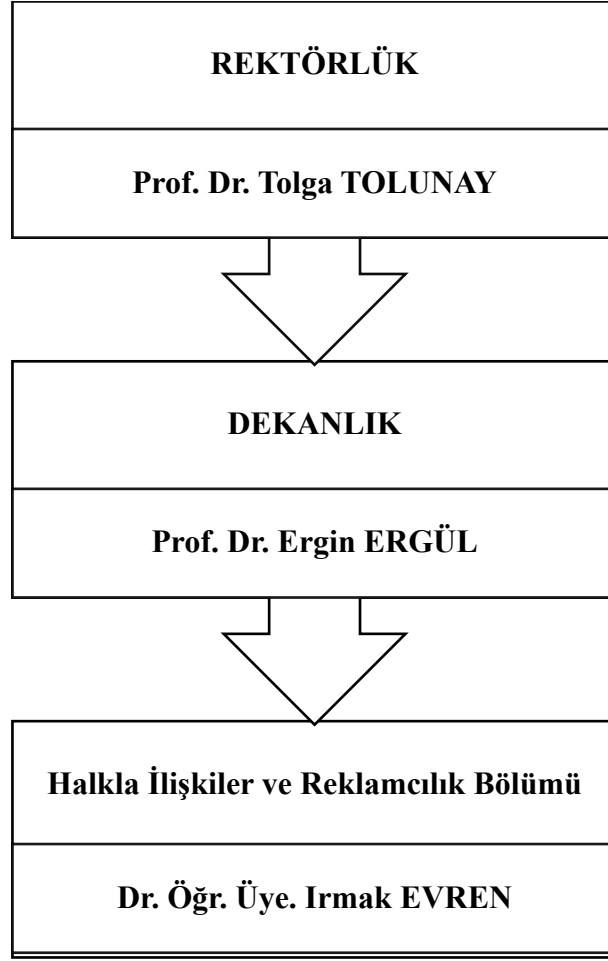 REKTÖRLÜK
Prof. Dr. Tolga TOLUNAY
DEKANLIK
Prof. Dr. Ergin ERGÜL
Halkla İlişkiler ve Reklamcılık Bölümü
Dr. Öğr. Üye. Irmak EVREN